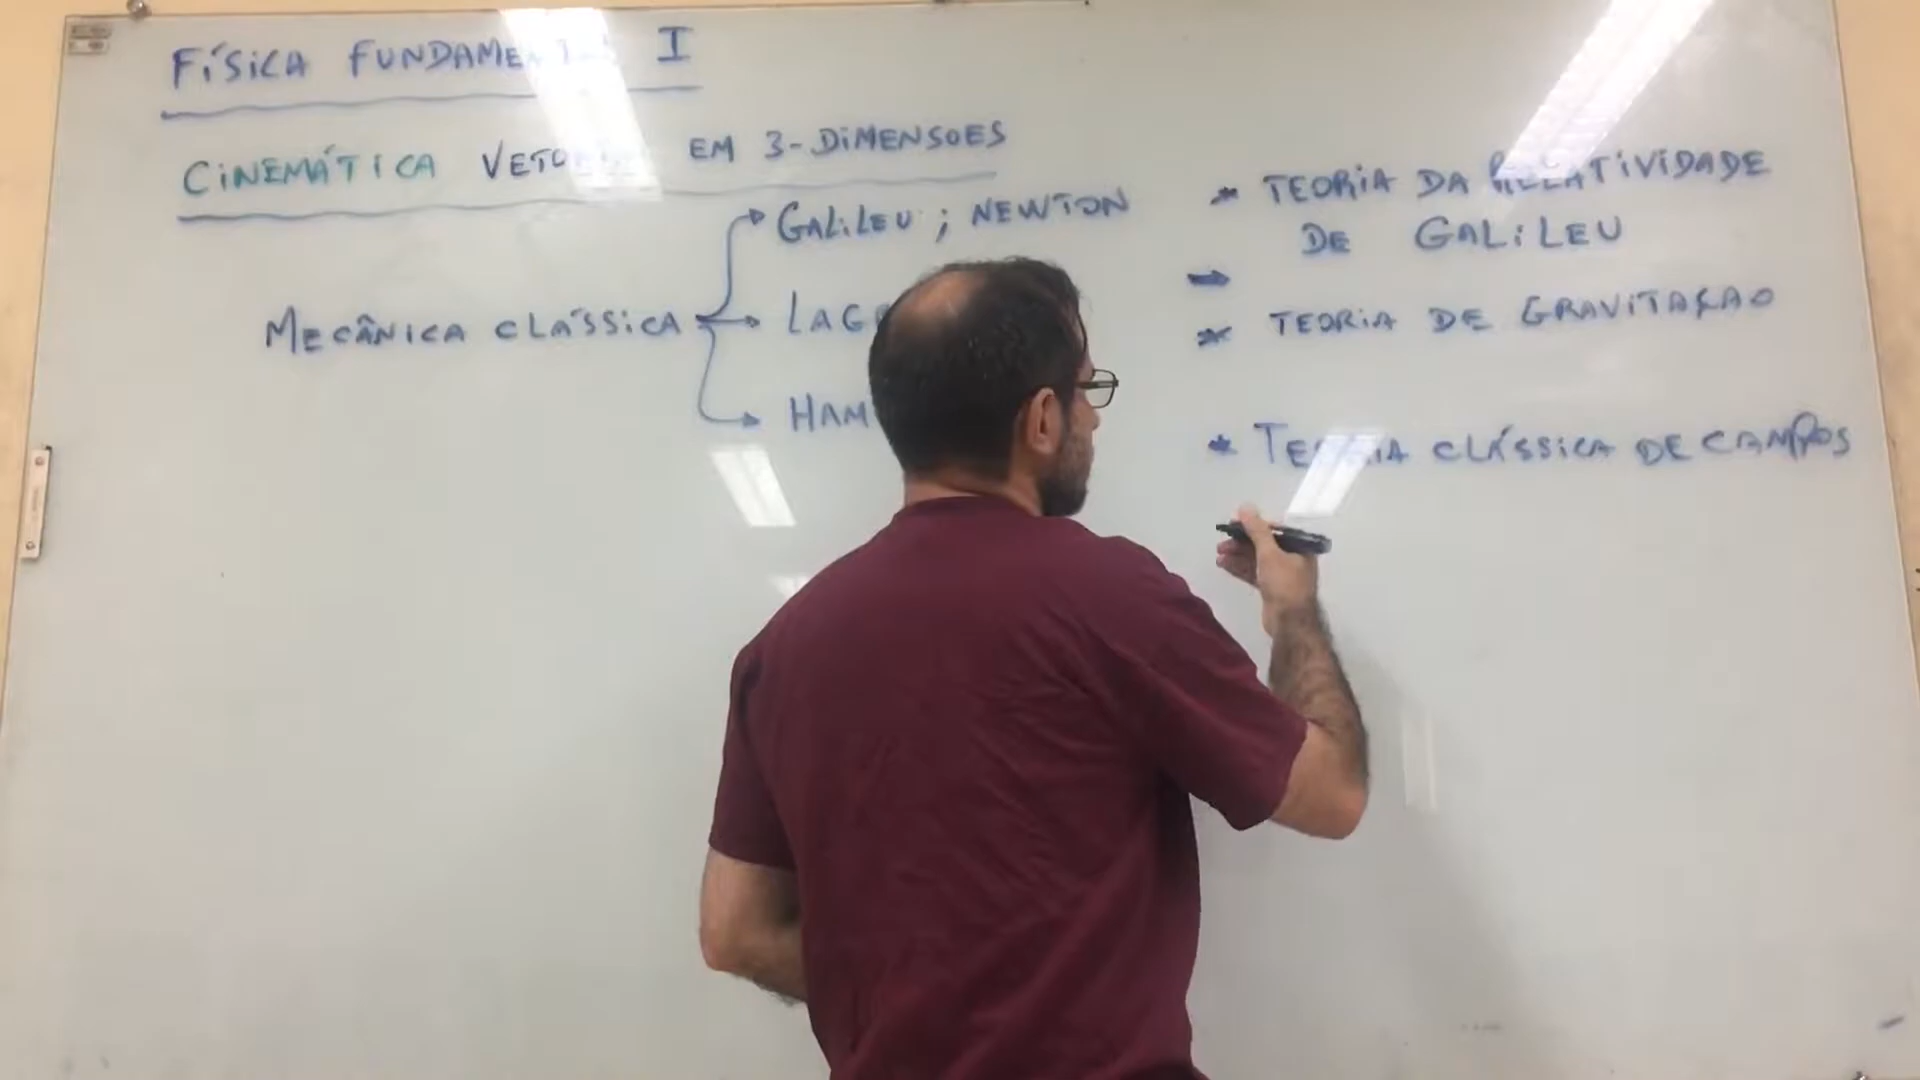 FÍSICA FUNDAMENTAL I
CINEMÁTICA VETORIAL EM 3-DIMENSOES
MECÂNICA CLÁSSICA
GALILEU ; NEWTON
LAG
HAM
* TEORIA DA RELATIVIDADE
DE GALILEU
* TEORIA DE GRAVITAÇAO
* TEORIA CLÁSSICA DE CAMPOS